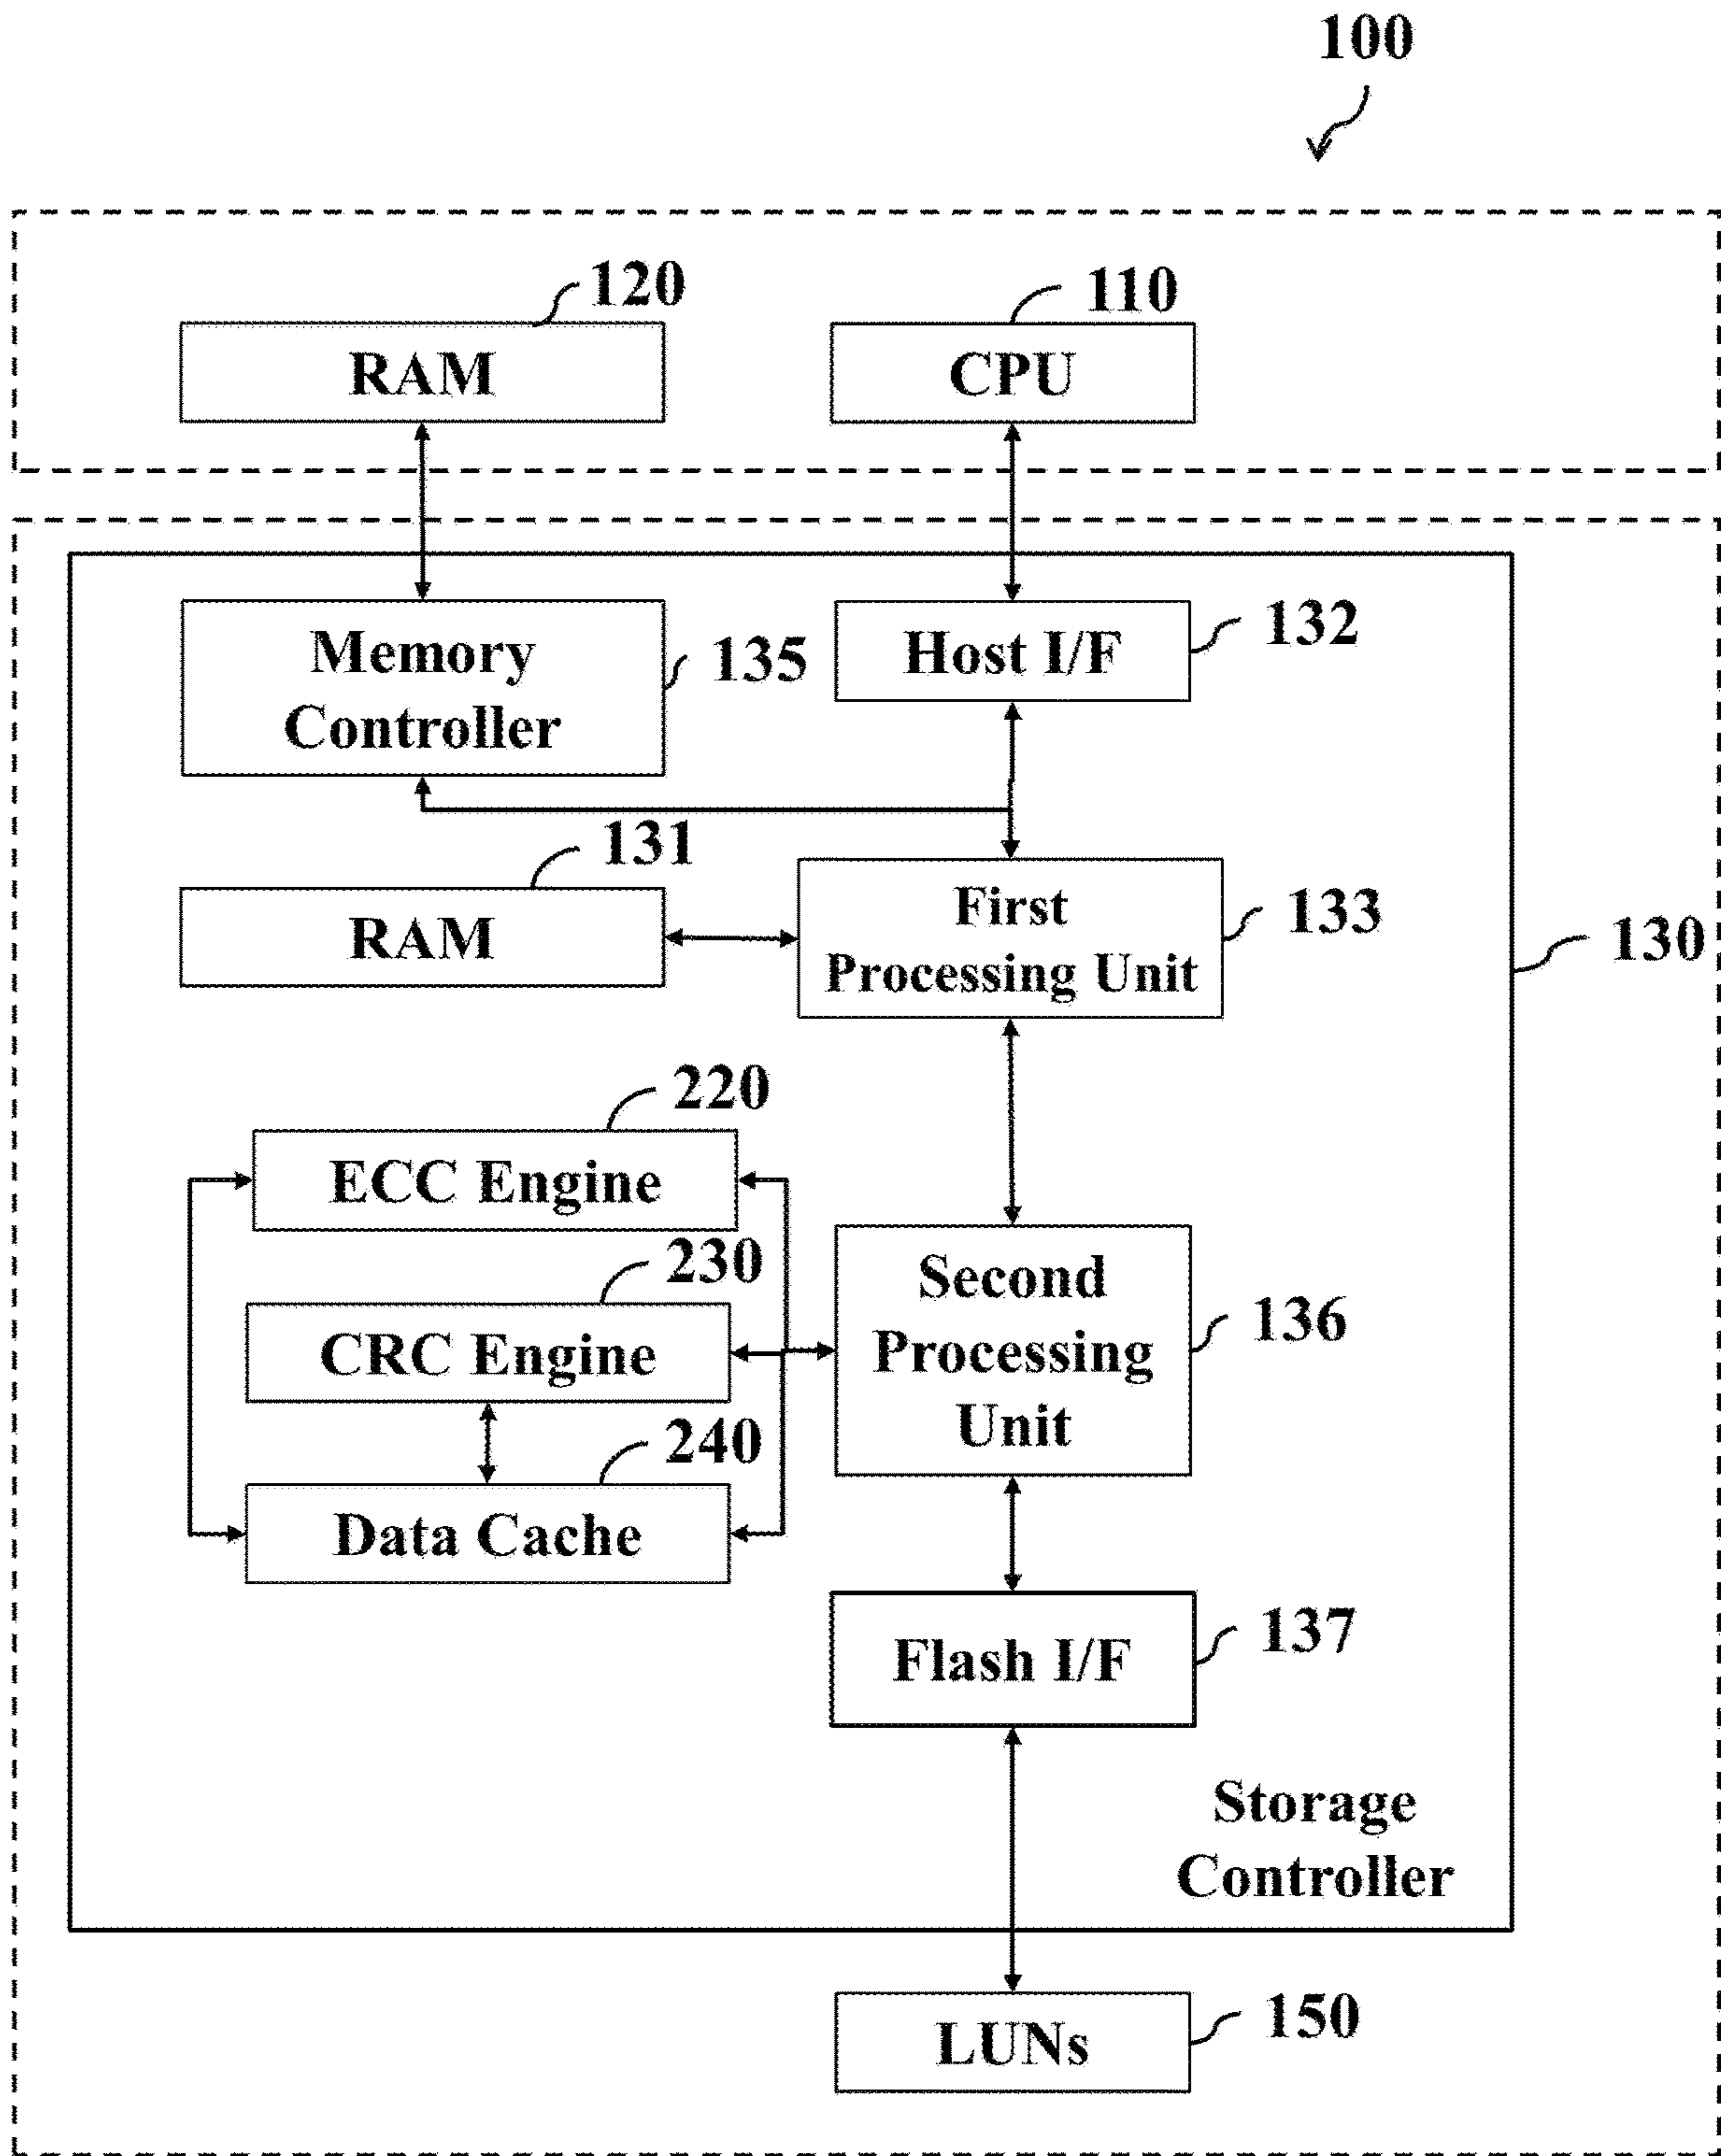 100
120
110
RAM
CPU
Memory
Controller
135
Host I/F
132
131
RAM
First
Processing Unit
133
130
220
ECC Engine
230
CRC Engine
Second
Processing
Unit
136
240
Data Cache
Flash I/F
137
Storage
Controller
LUNs
150